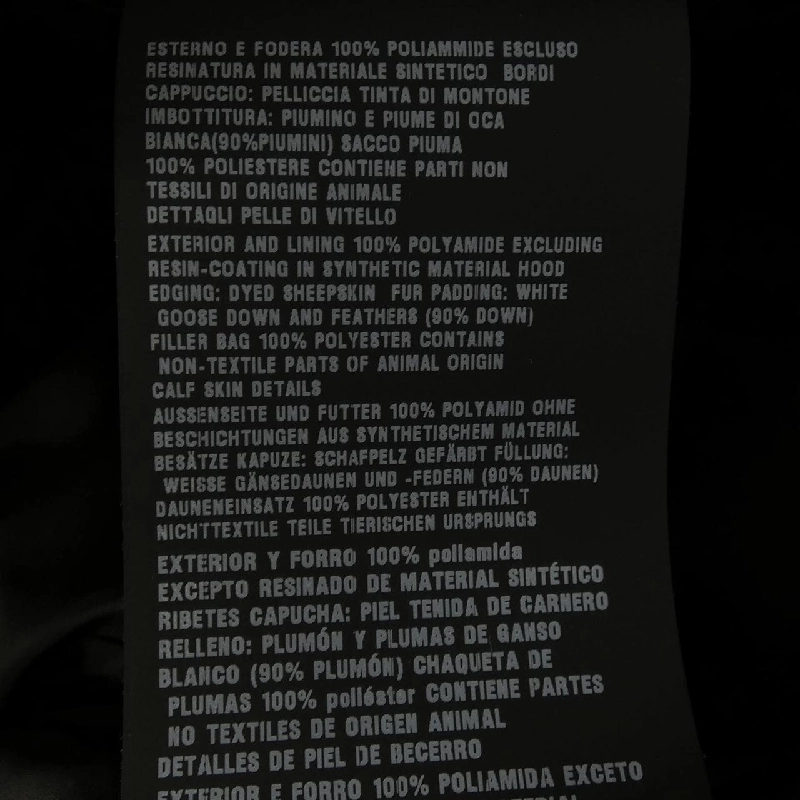 ESTERNO E FODERA 100% POLIAMMIDE ESCLUSO
RESINATURA IN MATERIALE SINTETICO BORDI
CAPPUCCIO: PELLICCIA TINTA DI MONTONE
IMBOTTITURA: PIUMINO E PIUME DI OCA
BIANCA(90%PIUMINI) SACCO PIUMA
100% POLIESTERE CONTIENE PARTI NON
TESSILI DI ORIGINE ANIMALE
DETTAGLI PELLE DI VITELLO
EXTERIOR AND LINING 100% POLYAMIDE EXCLUDING
RESIN-COATING IN SYNTHETIC MATERIAL HOOD
EDGING: DYED SHEEPSKIN FUR PADDING: WHITE
GOOSE DOWN AND FEATHERS (90% DOWN)
FILLER BAG 100% POLYESTER CONTAINS
NON-TEXTILE PARTS OF ANIMAL ORIGIN
CALF SKIN DETAILS
AUSSENSEITE UND FUTTER 100% POLYAMID OHNE
BESCHICHTUNGEN AUS SYNTHETISCHEM MATERIAL
BESÄTZE KAPUZE: SCHAFPELZ GEFÄRBT FÜLLUNG:
WEISSE GÄNSEDAUNEN UND -FEDERN (90% DAUNEN)
DAUNENEINSATZ 100% POLYESTER ENTHÄLT
NICHTTEXTILE TEILE TIERISCHEN URSPRUNGS
EXTERIOR Y FORRO 100% poliamida
EXCEPTO RESINADO DE MATERIAL SINTÉTICO
RIBETES CAPUCHA: PIEL TENIDA DE CARNERO
RELLENO: PLUMÓN Y PLUMAS DE GANSO
BLANCO (90% PLUMÓN) CHAQUETA DE
PLUMAS 100% poliéster CONTIENE PARTES
NO TEXTILES DE ORIGEN ANIMAL
DETALLES DE PIEL DE BECERRO
EXTERIOR E FORRO 100% POLIAMIDA EXCETO